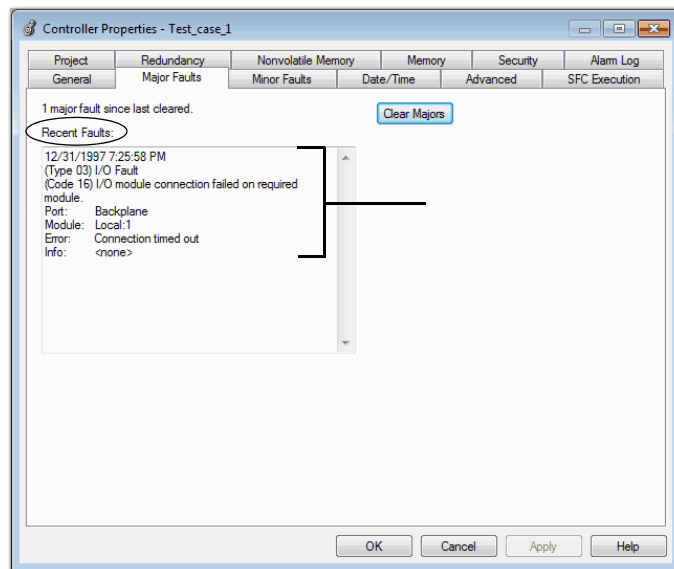 Controller Properties - Test_case_1
Project Redundancy Nonvolatile Memory Memory Security Alarm Log
General Major Faults Minor Faults Date/Time Advanced SFC Execution
1 major fault since last cleared.
Clear Majors
Recent Faults:
12/31/1997 7:25:58 PM
(Type 03) I/O Fault
(Code 16) I/O module connection failed on required
module.
Port: Backplane
Module: Local:1
Error: Connection timed out
Info: <none>
OK Cancel Apply Help